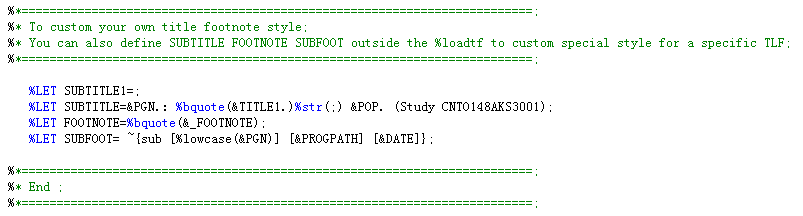 %*=================================================================;
%* To custom your own title footnote style;
%* You can also define SUBTITLE FOOTNOTE SUBFOOT outside the %loadtf to custom special style for a specific TLF;
%*=================================================================;
%LET SUBTITLE1=;
%LET SUBTITLE=&PGN.: %bquote(&TITLE1.)%str(;) &POP. (Study CNTO148AKS3001);
%LET FOOTNOTE=%bquote(&_FOOTNOTE);
%LET SUBFOOT= ~{sub [%lowcase(&PGN)] [&PROGPATH] [&DATE]};
%*=================================================================;
%* End ;
%*=================================================================;